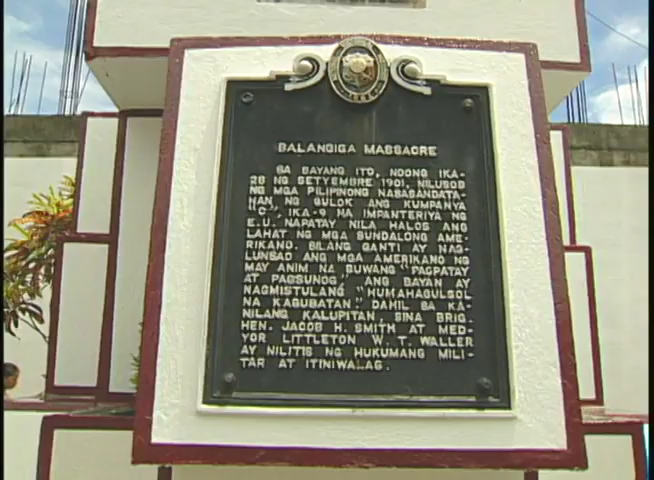 BALANGIGA MASSACRE
SA BAYANG ITO, NOONG IKA-
28 NG SETYEMBRE 1901, NILUSOB
NG MGA PILIPINONG NASASANDATA-
HAN NG GULOK ANG KUMPANYA
"C", IKA-9 NA IMPANTERIYA NG
E.U. NAPATAY NILA HALOS ANG
LAHAT NG MGA SUNDALONG AME-
RIKANO. BILANG GANTI AY NAG-
LUNSAD ANG MGA AMERIKANO NG
MAY ANIM NA BUWANG "PAGPATAY
AT PAGSUNOG," ANG BAYAN AY
NAGMISTULANG "HUMAHAGULGOL
NA KAGUBATAN." DAHIL SA KA-
NILANG KALUPITAN, SINA BRIG.
HEN. JACOB H. SMITH AT MED-
YOR LITTLETON W. T. WALLER
AY NILITIS NG HUKUMANG MILI-
TAR AT ITINIWALAG.